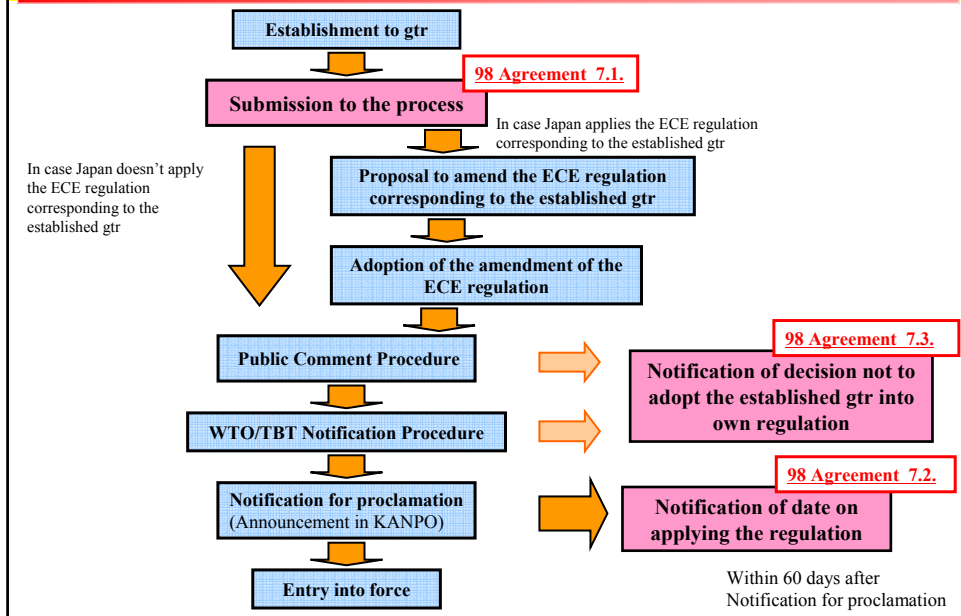 Establishment to gtr
98 Agreement 7.1.
Submission to the process
In case Japan applies the ECE regulation
corresponding to the established gtr
In case Japan doesn’t apply
the ECE regulation
corresponding to the
established gtr
Proposal to amend the ECE regulation
corresponding to the established gtr
Adoption of the amendment of the
ECE regulation
Public Comment Procedure
98 Agreement 7.3.
Notification of decision not to
adopt the established gtr into
own regulation
WTO/TBT Notification Procedure
98 Agreement 7.2.
Notification for proclamation
(Announcement in KANPO)
Notification of date on
applying the regulation
Entry into force
Within 60 days after
Notification for proclamation